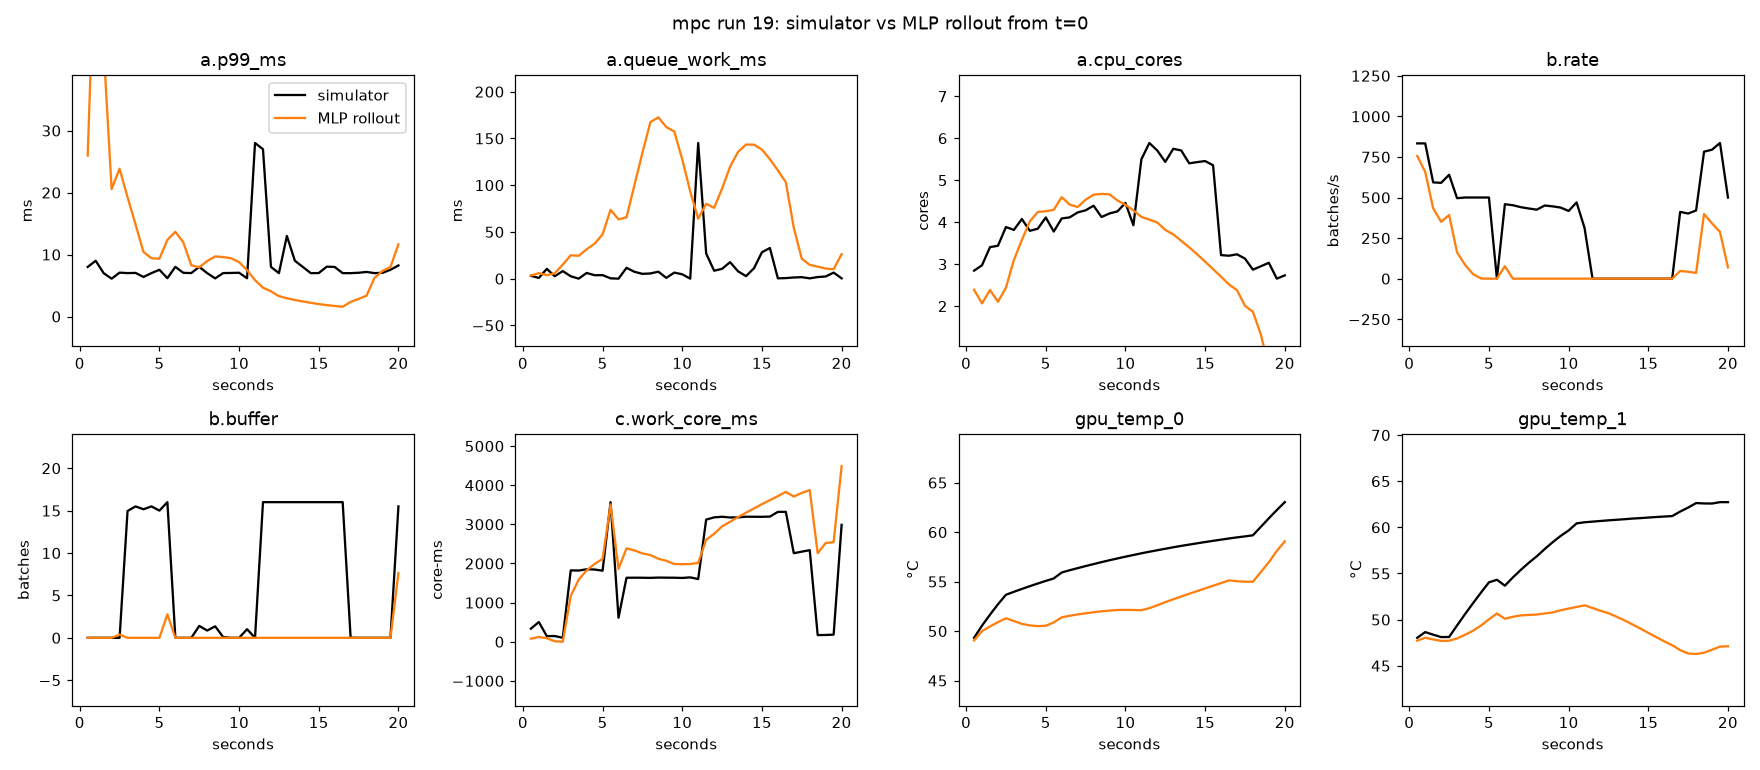 mpc run 19: simulator vs MLP rollout from t=0
a.p99_ms
simulator
MLP rollout
30
20
10
0
ms
0 5 10 15 20
seconds
a.queue_work_ms
200
150
100
50
0
−50
ms
0 5 10 15 20
seconds
a.cpu_cores
7
6
5
4
3
2
cores
0 5 10 15 20
seconds
b.rate
1250
1000
750
500
250
0
−250
batches/s
0 5 10 15 20
seconds
b.buffer
20
15
10
5
0
−5
batches
0 5 10 15 20
seconds
c.work_core_ms
5000
4000
3000
2000
1000
0
−1000
core-ms
0 5 10 15 20
seconds
gpu_temp_0
65
60
55
50
45
°C
0 5 10 15 20
seconds
gpu_temp_1
70
65
60
55
50
45
°C
0 5 10 15 20
seconds